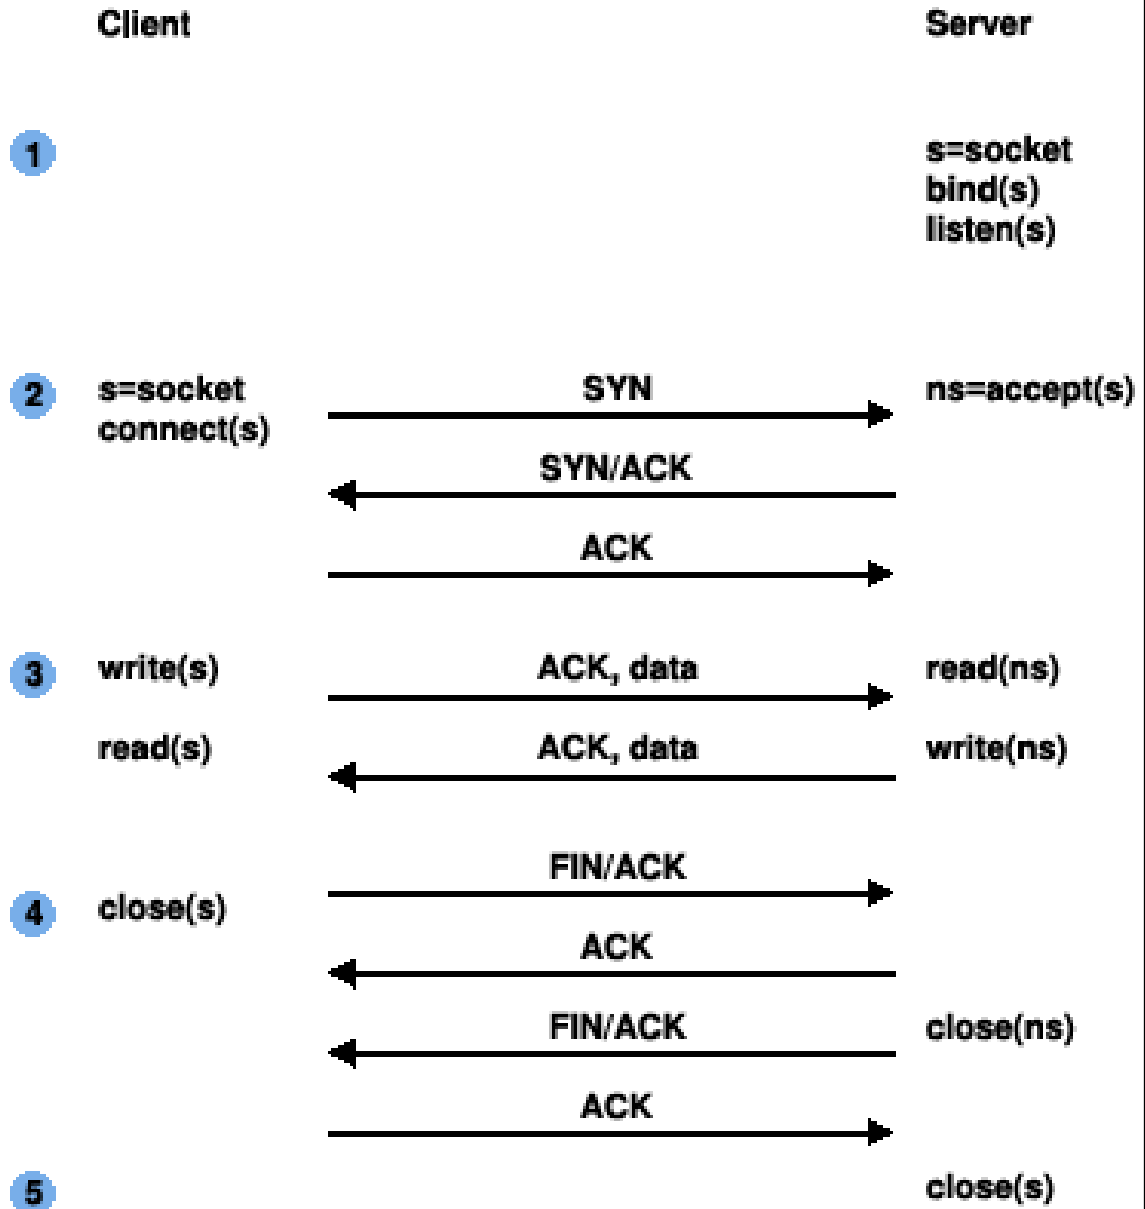 Client Server
1 s=socket
bind(s)
listen(s)
2 s=socket SYN ns=accept(s)
connect(s)
SYN/ACK
ACK
3 write(s) ACK, data read(ns)
read(s) ACK, data write(ns)
FIN/ACK
4 close(s)
ACK
FIN/ACK close(ns)
ACK
5 close(s)